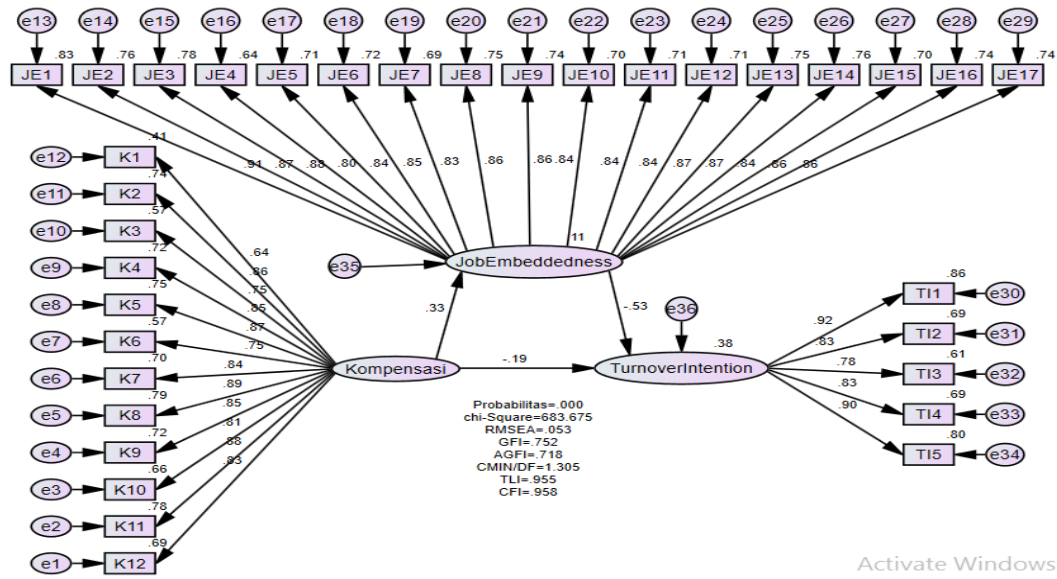 e13 e14 e15 e16 e17 e18 e19 e20 e21 e22 e23 e24 e25 e26 e27 e28 e29
.83 .76 .78 .64 .71 .72 .69 .75 .74 .70 .71 .71 .75 .76 .70 .74 .74
JE1 JE2 JE3 JE4 JE5 JE6 JE7 JE8 JE9 JE10 JE11 JE12 JE13 JE14 JE15 JE16 JE17
.91 .87 .88 .80 .84 .85 .83 .86 .86 .84 .84 .84 .87 .87 .84 .86 .86
.41
e12 K1
.74
e11 K2
.57
e10 K3
.72
e9 K4
.75
e8 K5
.57
e7 K6
.70
e6 K7
.79
e5 K8
.72
e4 K9
.66
e3 K10
.78
e2 K11
.69
e1 K12
.64
.86
.75
.85
.87
.75
.84
.89
.85
.81
.88
.83
.11
e35 JobEmbeddedness
.33
-.53
e36
Kompensasi
-.19
.38
TurnoverIntention
.92
.83
.78
.83
.90
.86
TI1 e30
.69
TI2 e31
.61
TI3 e32
.69
TI4 e33
.80
TI5 e34
Probabilitas=.000
chi-Square=683.675
RMSEA=.053
GFI=.752
AGFI=.718
CMIN/DF=1.305
TLI=.955
CFI=.958
Activate Windows